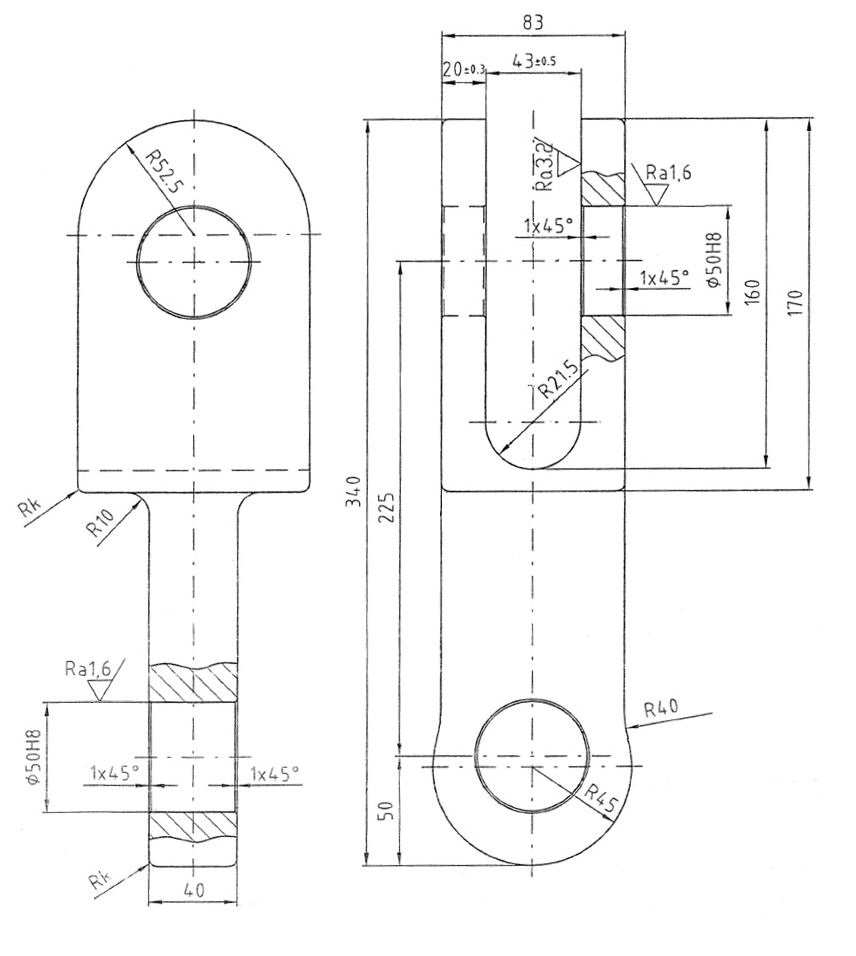 83
20±0.3
43±0.5
R52.5
Ra3.2
Ra1,6
1x45°
1x45°
ϕ50H8
160
170
R21.5
340
225
Rk
R10
Ra1,6
ϕ50H8
1x45°
1x45°
R40
R45
50
Rk
40